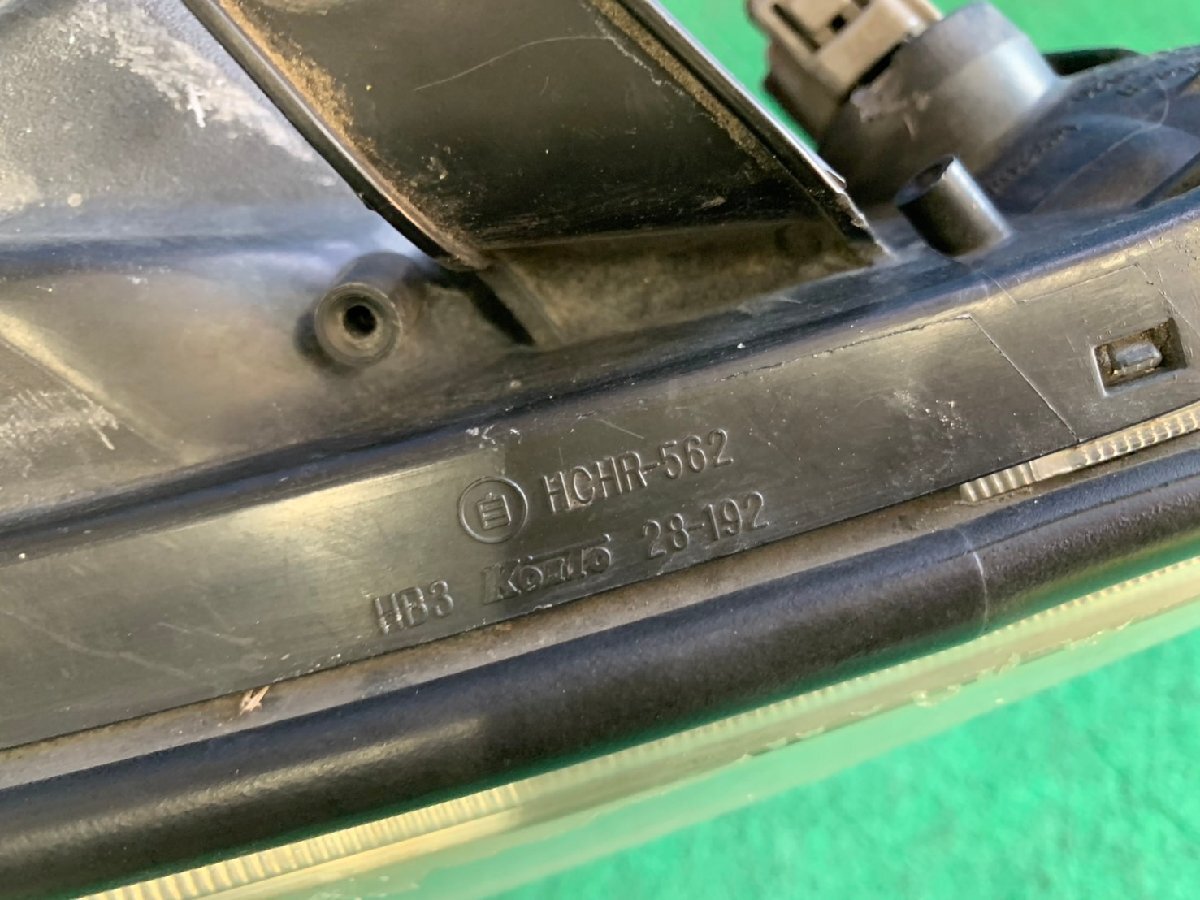 自 HCHR-562
HB3 KOITO 28-192